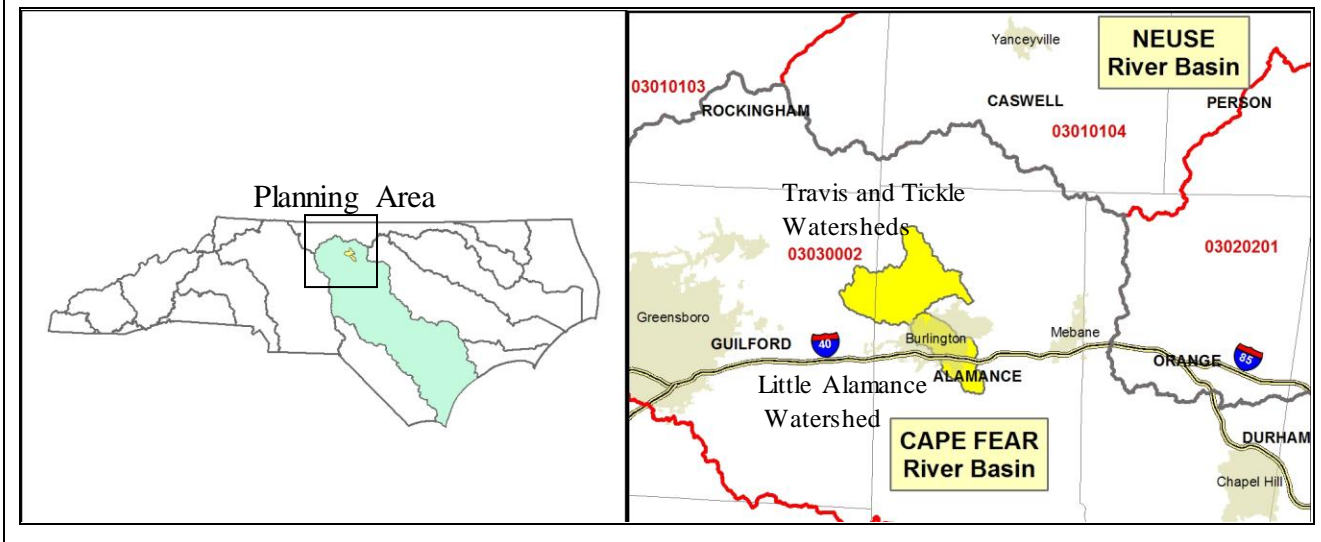 Planning Area
NEUSE
River Basin
Yanceyville
03010103
ROCKINGHAM
CASWELL
PERSON
03010104
Travis and Tickle
Watersheds
03030002
03020201
Greensboro
GUILFORD
40
Burlington
Mebane
ORANGE
85
Little Alamance
Watershed
ALAMANCE
CAPE FEAR
River Basin
DURHAM
Chapel Hill